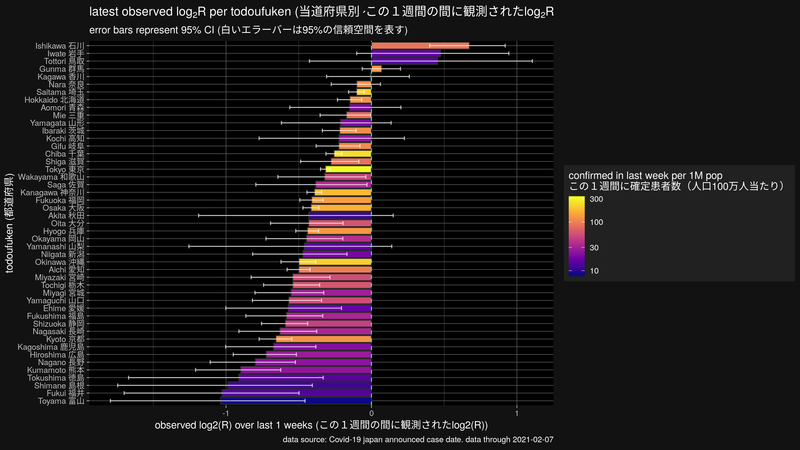 latest observed log2R per todoufuken (当道府県別 · この１週間の間に観測されたlog2R
error bars represent 95% CI (白いエラーバーは95%の信頼空間を表す)
todoufuken (都道府県)
Ishikawa 石川
Iwate 岩手
Tottori 鳥取
Gunma 群馬
Kagawa 香川
Nara 奈良
Saitama 埼玉
Hokkaido 北海道
Aomori 青森
Mie 三重
Yamagata 山形
Ibaraki 茨城
Kochi 高知
Gifu 岐阜
Chiba 千葉
Shiga 滋賀
Tokyo 東京
Wakayama 和歌山
Saga 佐賀
Kanagawa 神奈川
Fukuoka 福岡
Osaka 大阪
Akita 秋田
Oita 大分
Hyogo 兵庫
Okayama 岡山
Yamanashi 山梨
Niigata 新潟
Okinawa 沖縄
Aichi 愛知
Miyazaki 宮崎
Tochigi 栃木
Miyagi 宮城
Yamaguchi 山口
Ehime 愛媛
Fukushima 福島
Shizuoka 静岡
Nagasaki 長崎
Kyoto 京都
Kagoshima 鹿児島
Hiroshima 広島
Nagano 長野
Kumamoto 熊本
Tokushima 徳島
Shimane 島根
Fukui 福井
Toyama 富山
-1 0 1
observed log2(R) over last 1 weeks (この１週間の間に観測されたlog2(R))
data source: Covid-19 japan announced case date. data through 2021-02-07
confirmed in last week per 1M pop
この１週間に確定患者数（人口100万人当たり）
300
100
30
10